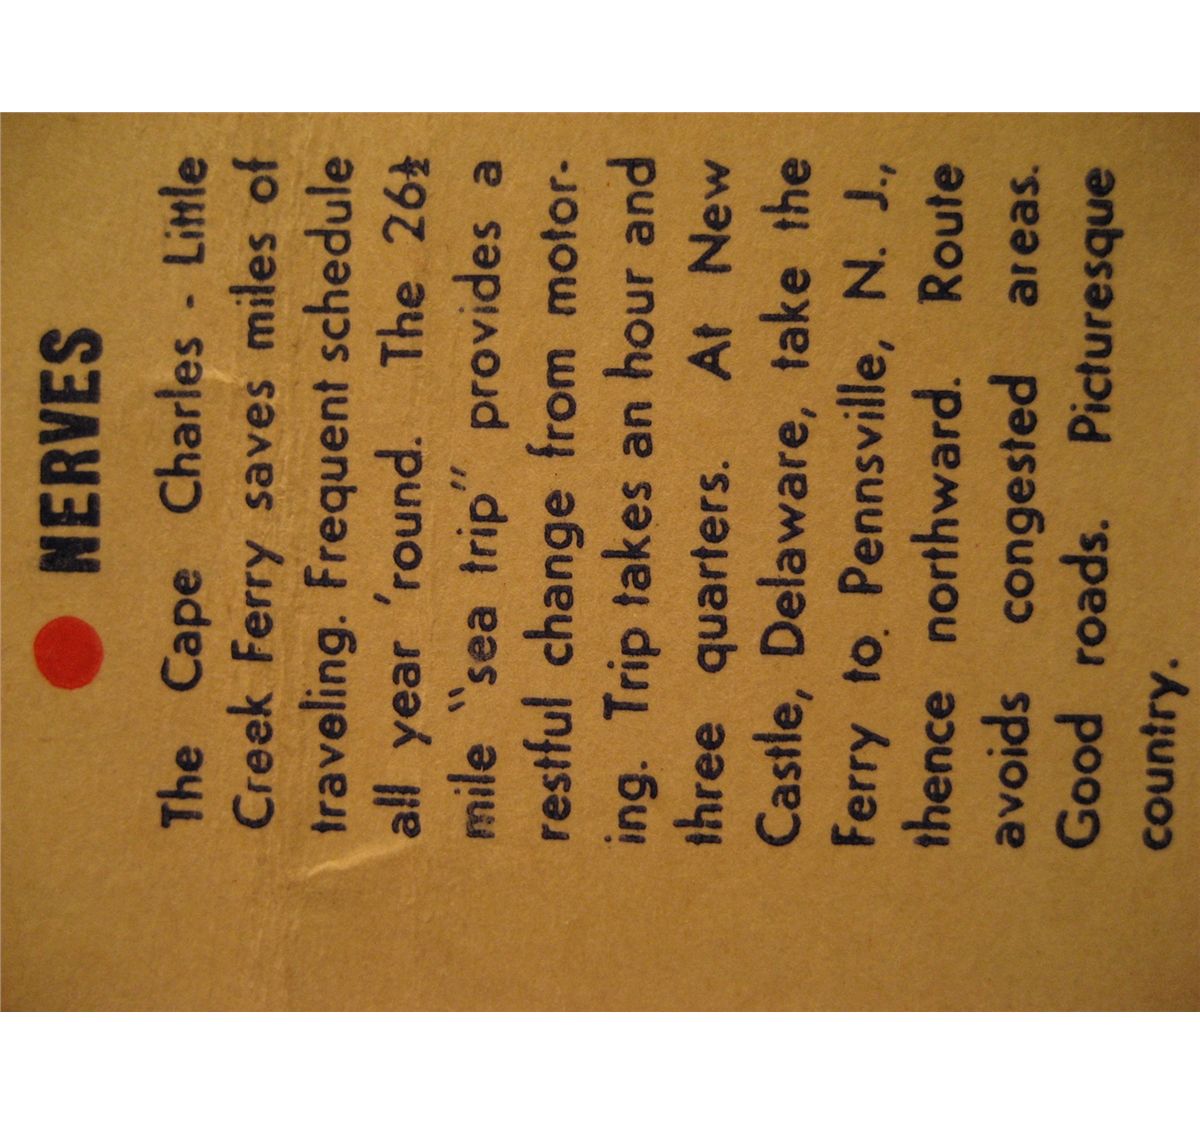 NERVES
The Cape Charles - Little
Creek Ferry saves miles of
traveling. Frequent schedule
all year 'round. The 26½
mile "sea trip" provides a
restful change from motor-
ing. Trip takes an hour and
three quarters. At New
Castle, Delaware, take the
Ferry to. Pennsville, N. J.,
thence northward. Route
avoids congested areas.
Good roads. Picturesque
country.